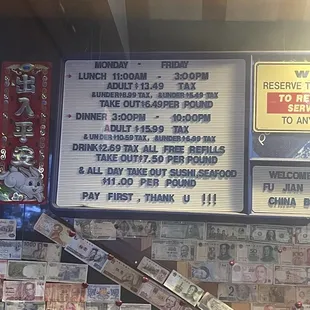 出入平安
MONDAY - FRIDAY
LUNCH 11:00AM - 3:00PM
ADULT $13.49 TAX
TAKE OUT $6.49 PER POUND
DINNER 3:00PM - 10:00PM
ADULT $15.99 TAX
DRINK $2.69 TAX ALL FREE REFILLS
TAKE OUT $7.50 PER POUND
& ALL DAY TAKE OUT SUSHI, SEAFOOD
$11.00 PER POUND
PAY FIRST, THANK U !!!
W
RESERVE T
TO RE
SERV
TO ANY
WELCOME
FU JIAN
CHINA B